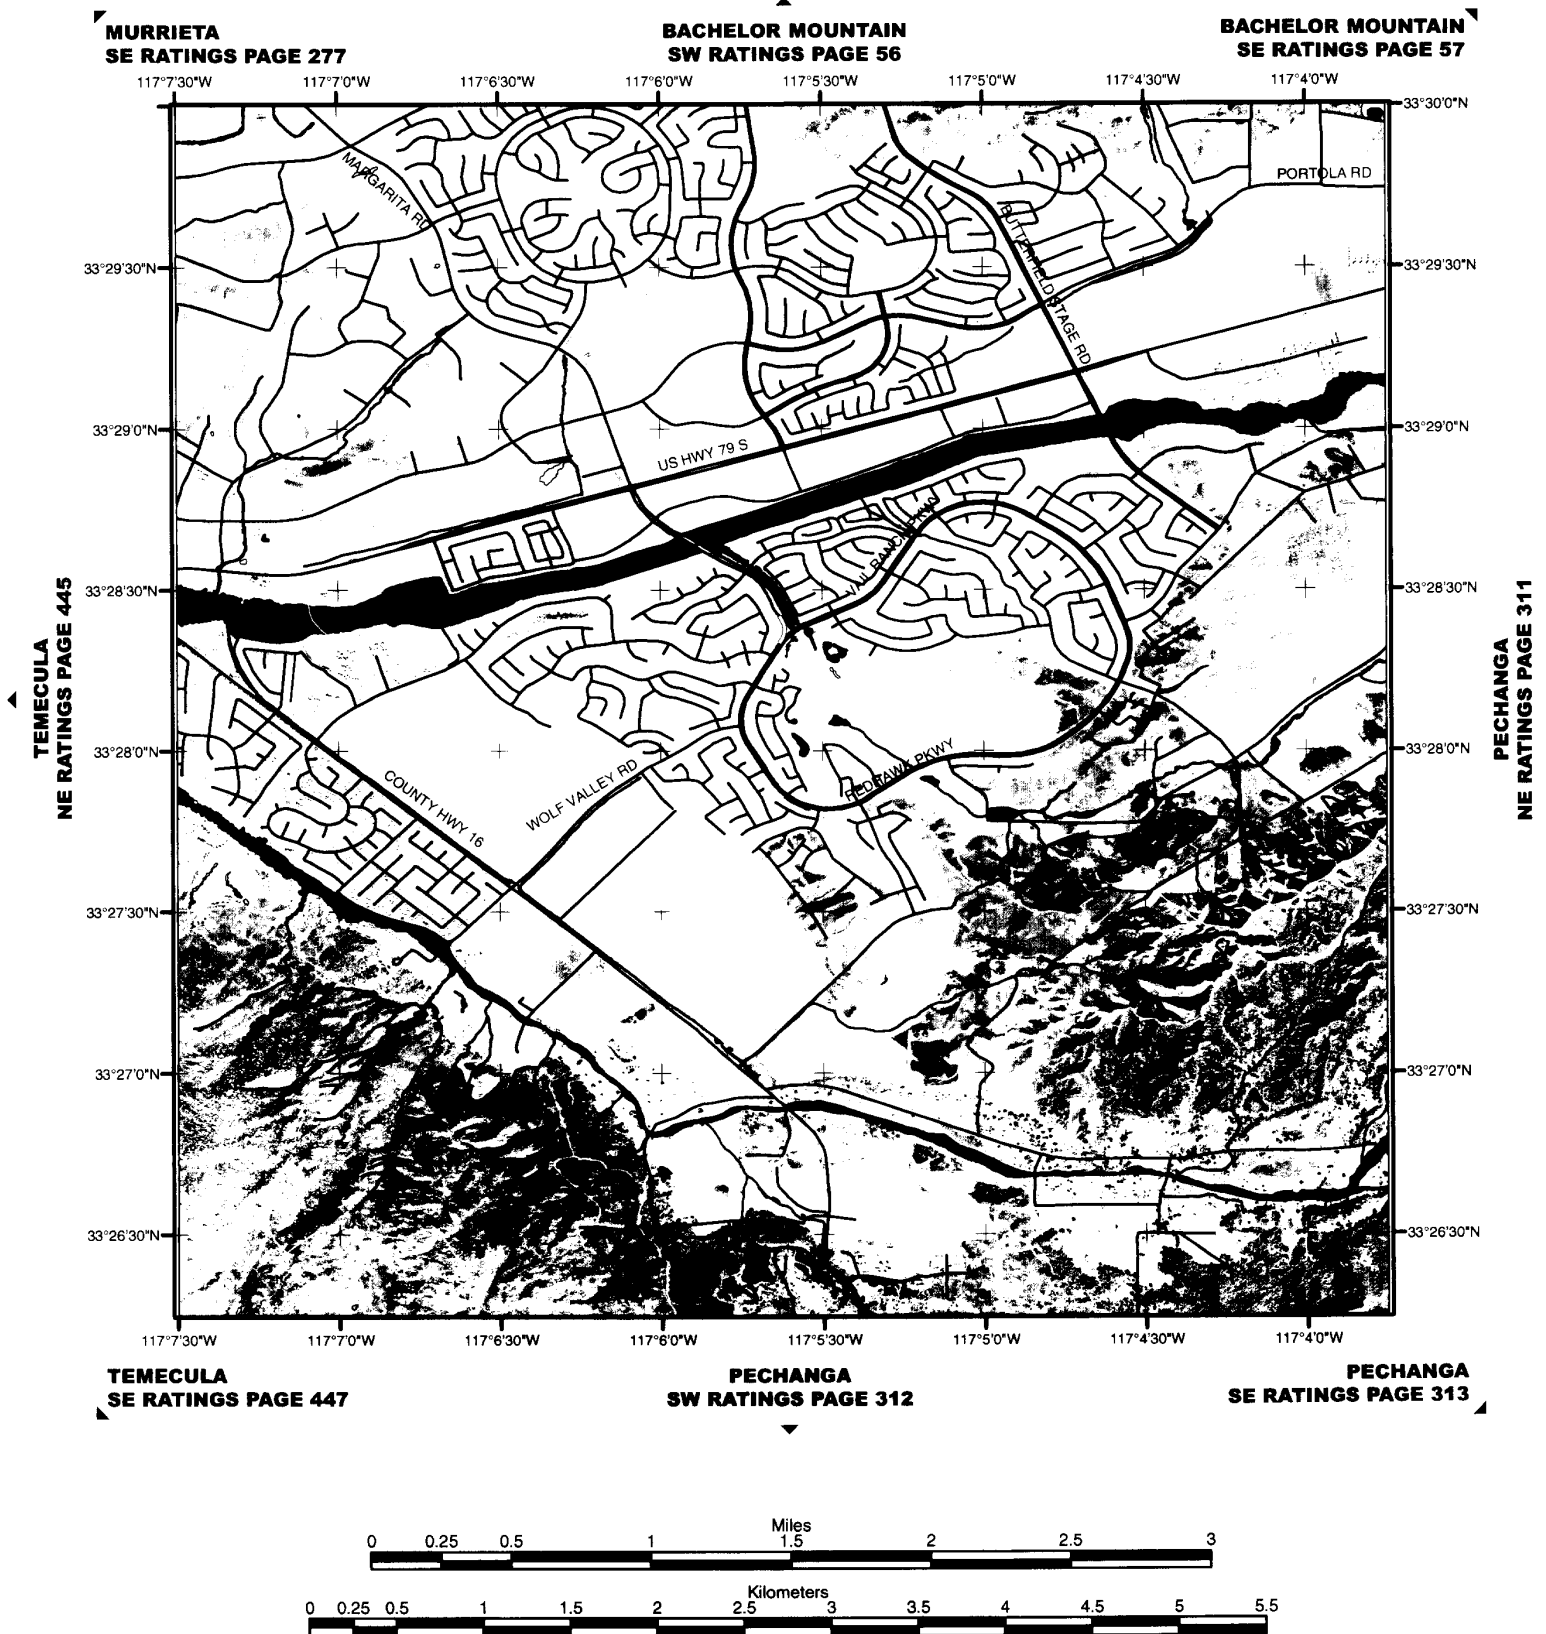 MURRIETA
SE RATINGS PAGE 277
BACHELOR MOUNTAIN
SW RATINGS PAGE 56
BACHELOR MOUNTAIN
SE RATINGS PAGE 57
117°7'30"W 117°7'0"W 117°6'30"W 117°6'0"W 117°5'30"W 117°5'0"W 117°4'30"W 117°4'0"W
33°30'0"N
MARGARITA RD
PORTOLA RD
BUTTERFIELD STAGE RD
33°29'30"N
33°29'30"N
33°29'0"N
33°29'0"N
US HWY 79 S
VAIL RANCH PKWY
33°28'30"N
33°28'30"N
TEMECULA
NE RATINGS PAGE 445
PECHANGA
NE RATINGS PAGE 311
33°28'0"N
33°28'0"N
COUNTY HWY 16
WOLF VALLEY RD
REDHAWK PKWY
33°27'30"N
33°27'30"N
33°27'0"N
33°27'0"N
33°26'30"N
33°26'30"N
117°7'30"W 117°7'0"W 117°6'30"W 117°6'0"W 117°5'30"W 117°5'0"W 117°4'30"W 117°4'0"W
TEMECULA
SE RATINGS PAGE 447
PECHANGA
SW RATINGS PAGE 312
PECHANGA
SE RATINGS PAGE 313
Miles
0 0.25 0.5 1 1.5 2 2.5 3
Kilometers
0 0.25 0.5 1 1.5 2 2.5 3 3.5 4 4.5 5 5.5